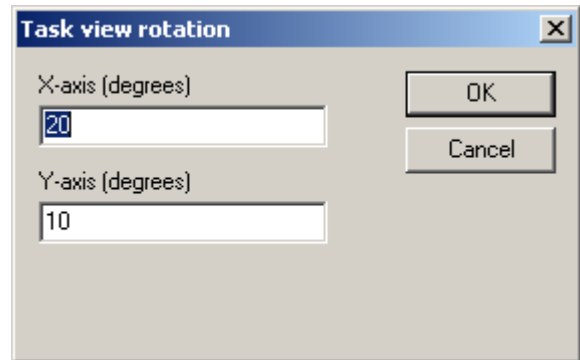 Task view rotation
X-axis (degrees)
20
OK
Cancel
Y-axis (degrees)
10